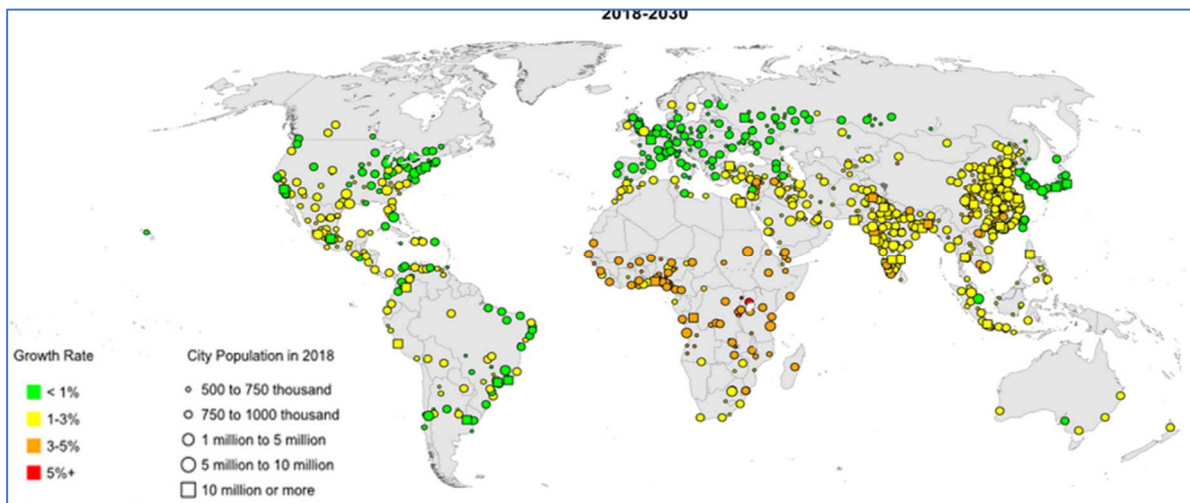 2018-2030
Growth Rate
< 1%
1-3%
3-5%
5%+
City Population in 2018
500 to 750 thousand
750 to 1000 thousand
1 million to 5 million
5 million to 10 million
10 million or more